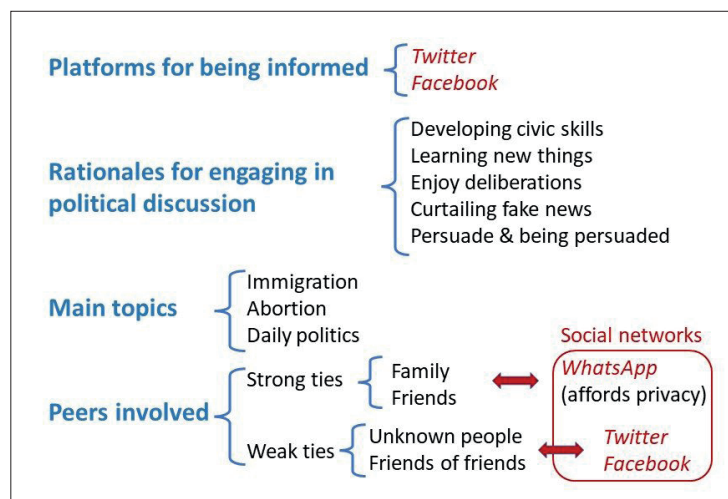 Platforms for being informed
Twitter
Facebook
Rationales for engaging in
political discussion
Developing civic skills
Learning new things
Enjoy deliberations
Curtailing fake news
Persuade & being persuaded
Main topics
Immigration
Abortion
Daily politics
Peers involved
Strong ties
Family
Friends
Weak ties
Unknown people
Friends of friends
Social networks
WhatsApp
(affords privacy)
Twitter
Facebook